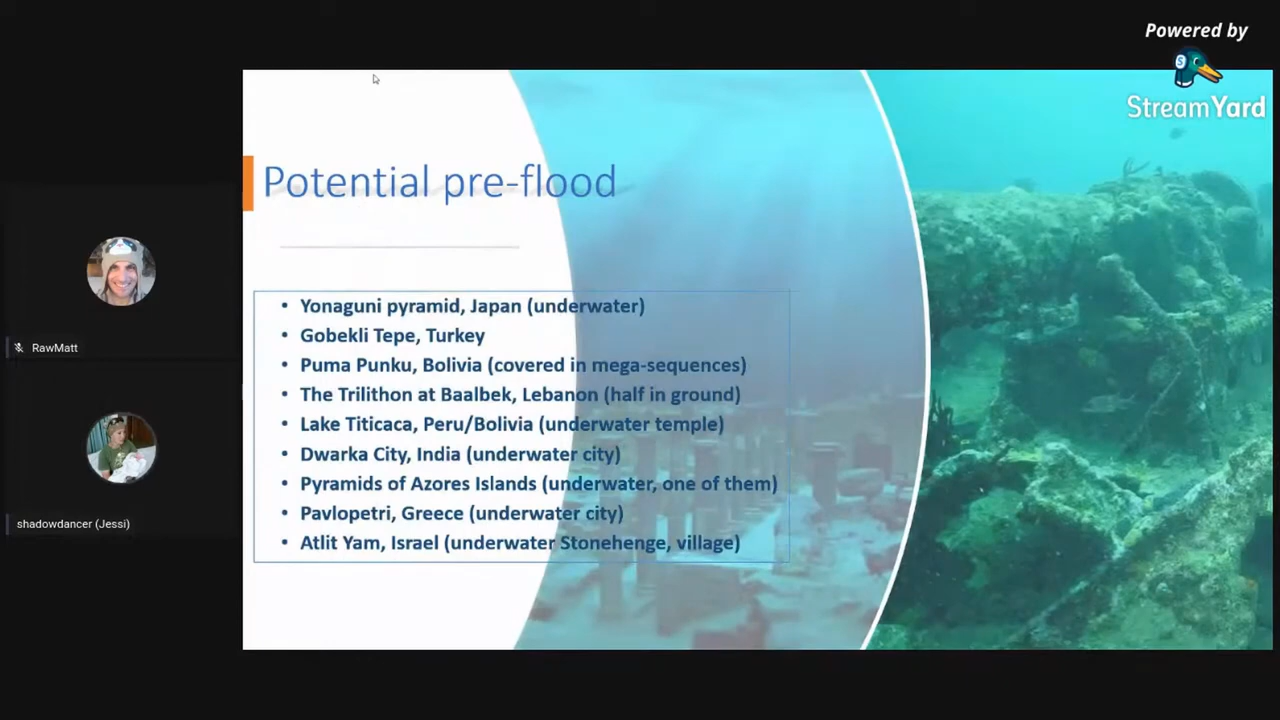 Powered by
StreamYard
Potential pre-flood
• Yonaguni pyramid, Japan (underwater)
• Gobekli Tepe, Turkey
• Puma Punku, Bolivia (covered in mega-sequences)
• The Trilithon at Baalbek, Lebanon (half in ground)
• Lake Titicaca, Peru/Bolivia (underwater temple)
• Dwarka City, India (underwater city)
• Pyramids of Azores Islands (underwater, one of them)
• Pavlopetri, Greece (underwater city)
• Atlit Yam, Israel (underwater Stonehenge, village)
RawMatt
shadowdancer (Jessi)